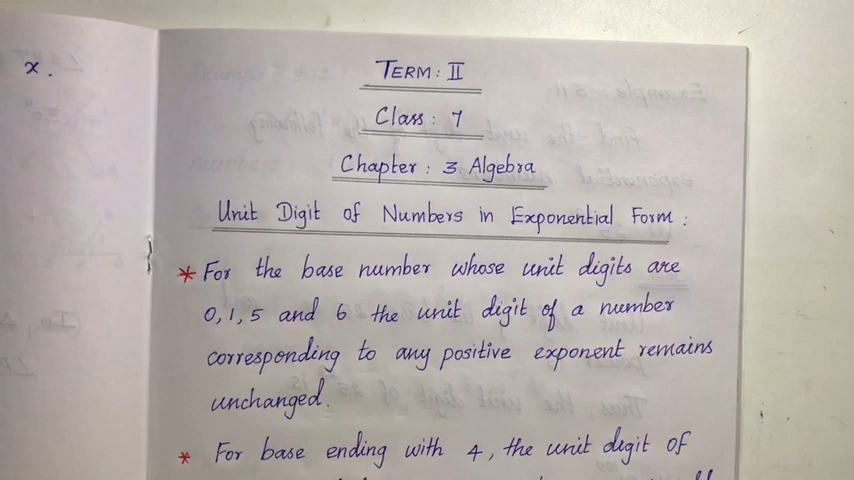 x.
TERM: II
Class: 7
Chapter: 3 Algebra
Unit Digit of Numbers in Exponential Form:
* For the base number whose unit digits are
0, 1, 5 and 6 the unit digit of a number
corresponding to any positive exponent remains
unchanged.
* For base ending with 4, the unit digit of